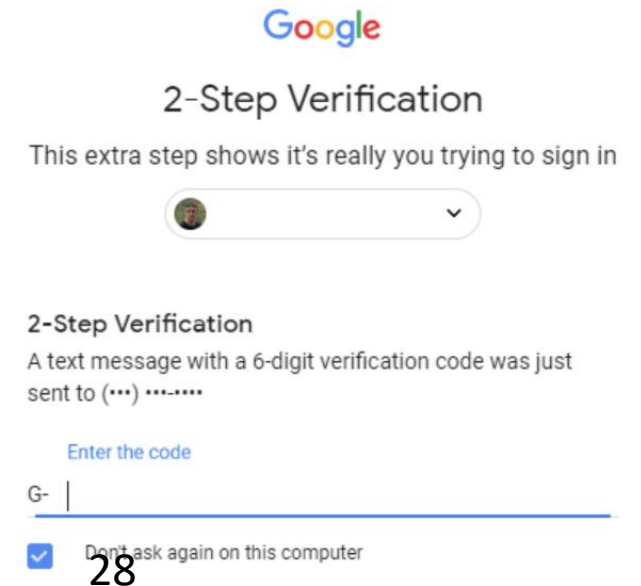 Google
2-Step Verification
This extra step shows it's really you trying to sign in
2-Step Verification
A text message with a 6-digit verification code was just
sent to (•••) •••-••••
Enter the code
G-
Don't ask again on this computer
28